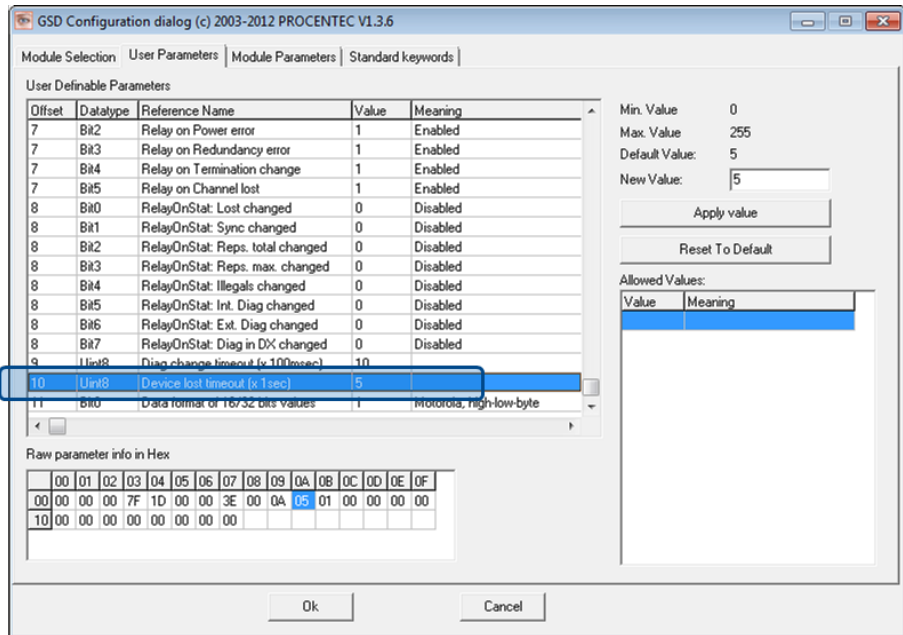 GSD Configuration dialog (c) 2003-2012 PROCENTEC V1.3.6
Module Selection User Parameters Module Parameters Standard keywords
User Definable Parameters
Offset Datatype Reference Name Value Meaning
7 Bit2 Relay on Power error 1 Enabled
7 Bit3 Relay on Redundancy error 1 Enabled
7 Bit4 Relay on Termination change 1 Enabled
7 Bit5 Relay on Channel lost 1 Enabled
8 Bit0 RelayOnStat: Lost changed 0 Disabled
8 Bit1 RelayOnStat: Sync changed 0 Disabled
8 Bit2 RelayOnStat: Reps. total changed 0 Disabled
8 Bit3 RelayOnStat: Reps. max. changed 0 Disabled
8 Bit4 RelayOnStat: Illegals changed 0 Disabled
8 Bit5 RelayOnStat: Int. Diag changed 0 Disabled
8 Bit6 RelayOnStat: Ext. Diag changed 0 Disabled
8 Bit7 RelayOnStat: Diag in DX changed 0 Disabled
9 Uint8 Diag change timeout (x 100msec) 10
10 Uint8 Device lost timeout (x 1sec) 5
11 Bit0 Data format of 16/32 bits values 1 Motorola, high-low-byte
Min. Value 0
Max. Value 255
Default Value: 5
New Value: 5
Apply value
Reset To Default
Allowed Values:
Value Meaning
Raw parameter info in Hex
00 01 02 03 04 05 06 07 08 09 0A 0B 0C 0D 0E 0F
00 00 00 00 7F 1D 00 00 3E 00 0A 05 01 00 00 00 00
10 00 00 00 00 00 00 00 00
Ok Cancel